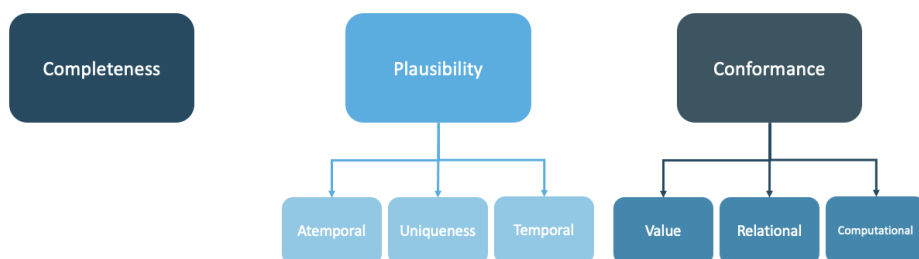 Completeness
Plausibility
Conformance
Atemporal
Uniqueness
Temporal
Value
Relational
Computational